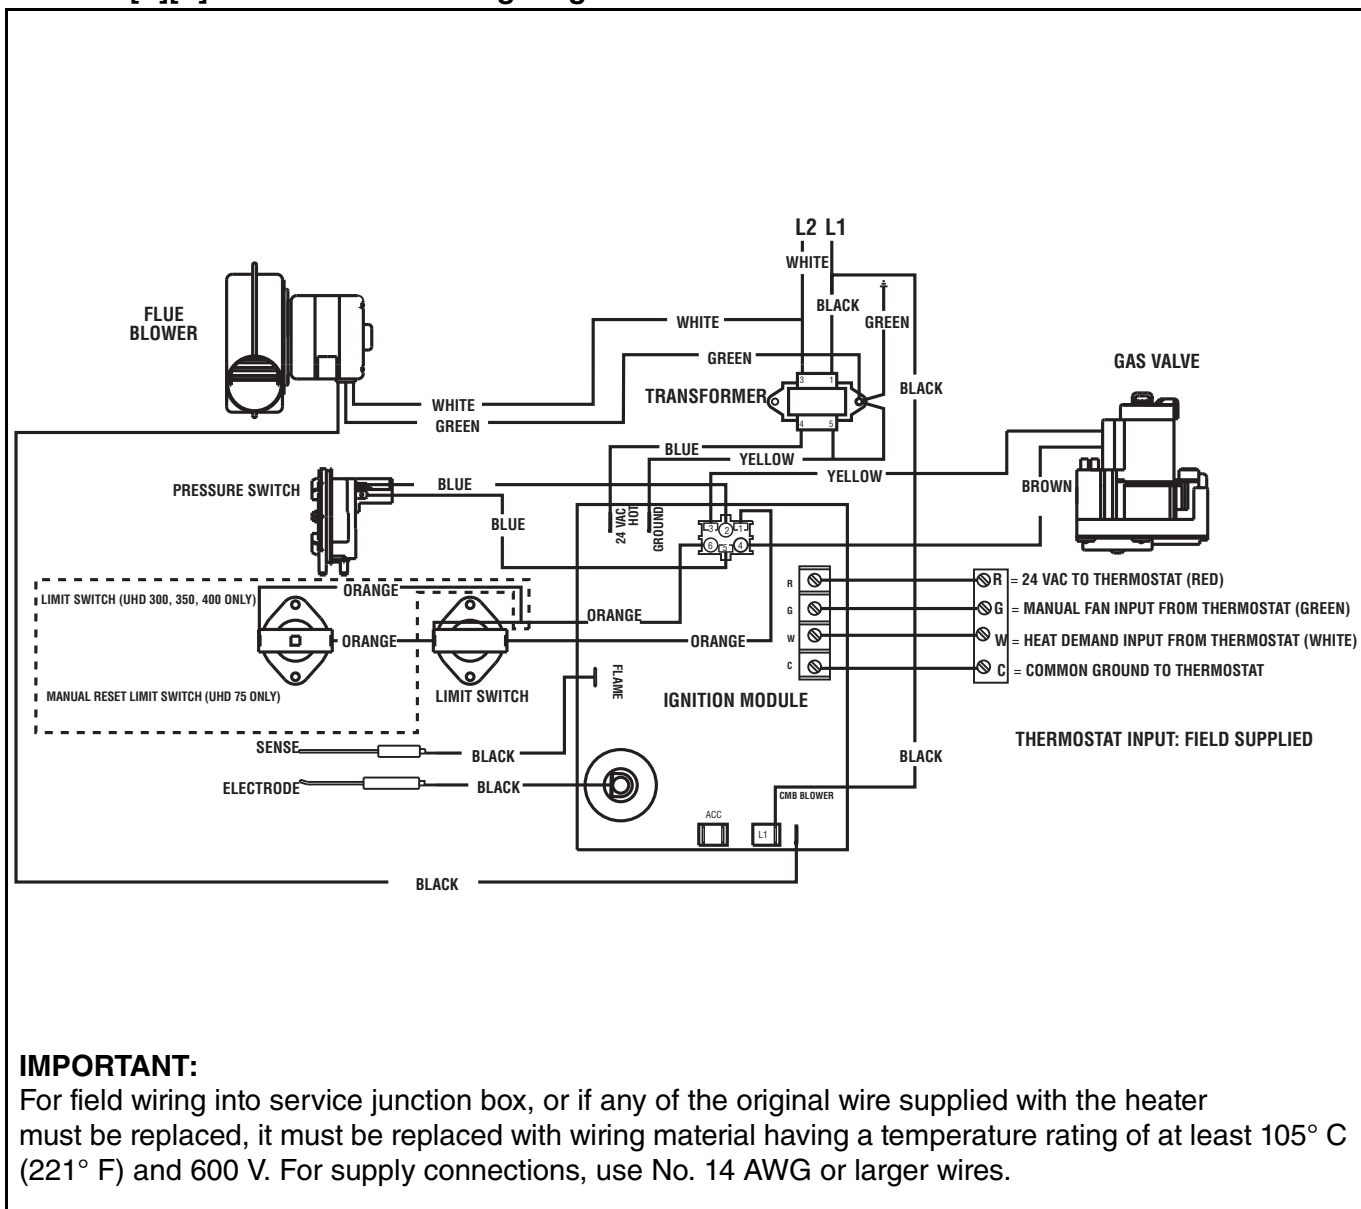 L2 L1
WHITE
BLACK
GREEN
FLUE
BLOWER
WHITE
GREEN
GAS VALVE
BLACK
TRANSFORMER
3 1
4 5
WHITE
GREEN
BLUE
YELLOW
YELLOW
BROWN
PRESSURE SWITCH
BLUE
BLUE
24 VAC
HOT
GROUND
3 2 1
6 5 4
LIMIT SWITCH (UHD 300, 350, 400 ONLY)
ORANGE
ORANGE
ORANGE
ORANGE
MANUAL RESET LIMIT SWITCH (UHD 75 ONLY)
LIMIT SWITCH
R
G
W
C
R = 24 VAC TO THERMOSTAT (RED)
G = MANUAL FAN INPUT FROM THERMOSTAT (GREEN)
W = HEAT DEMAND INPUT FROM THERMOSTAT (WHITE)
C = COMMON GROUND TO THERMOSTAT
FLAME
IGNITION MODULE
THERMOSTAT INPUT: FIELD SUPPLIED
SENSE
BLACK
BLACK
ELECTRODE
BLACK
CMB BLOWER
ACC
L1
BLACK
IMPORTANT:
For field wiring into service junction box, or if any of the original wire supplied with the heater
must be replaced, it must be replaced with wiring material having a temperature rating of at least 105° C
(221° F) and 600 V. For supply connections, use No. 14 AWG or larger wires.